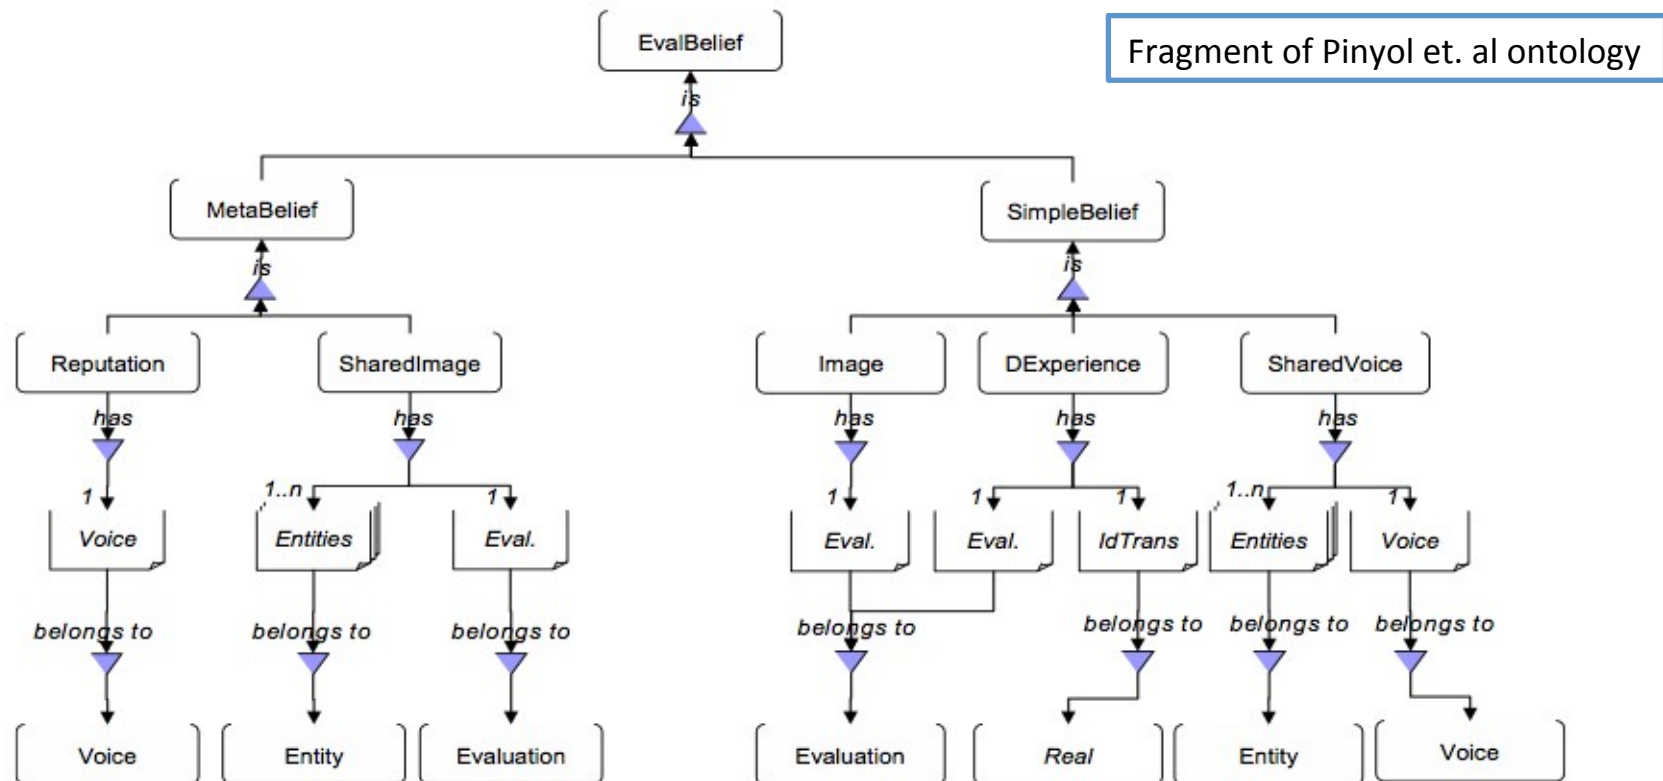 EvalBelief
Fragment of Pinyol et. al ontology
is
MetaBelief
SimpleBelief
is
is
Reputation
SharedImage
Image
DExperience
SharedVoice
has
has
has
has
has
1
1..n
1
1
1
1
1..n
1
Voice
Entities
Eval.
Eval.
Eval.
IdTrans
Entities
Voice
belongs to
belongs to
belongs to
belongs to
belongs to
belongs to
belongs to
Voice
Entity
Evaluation
Evaluation
Real
Entity
Voice